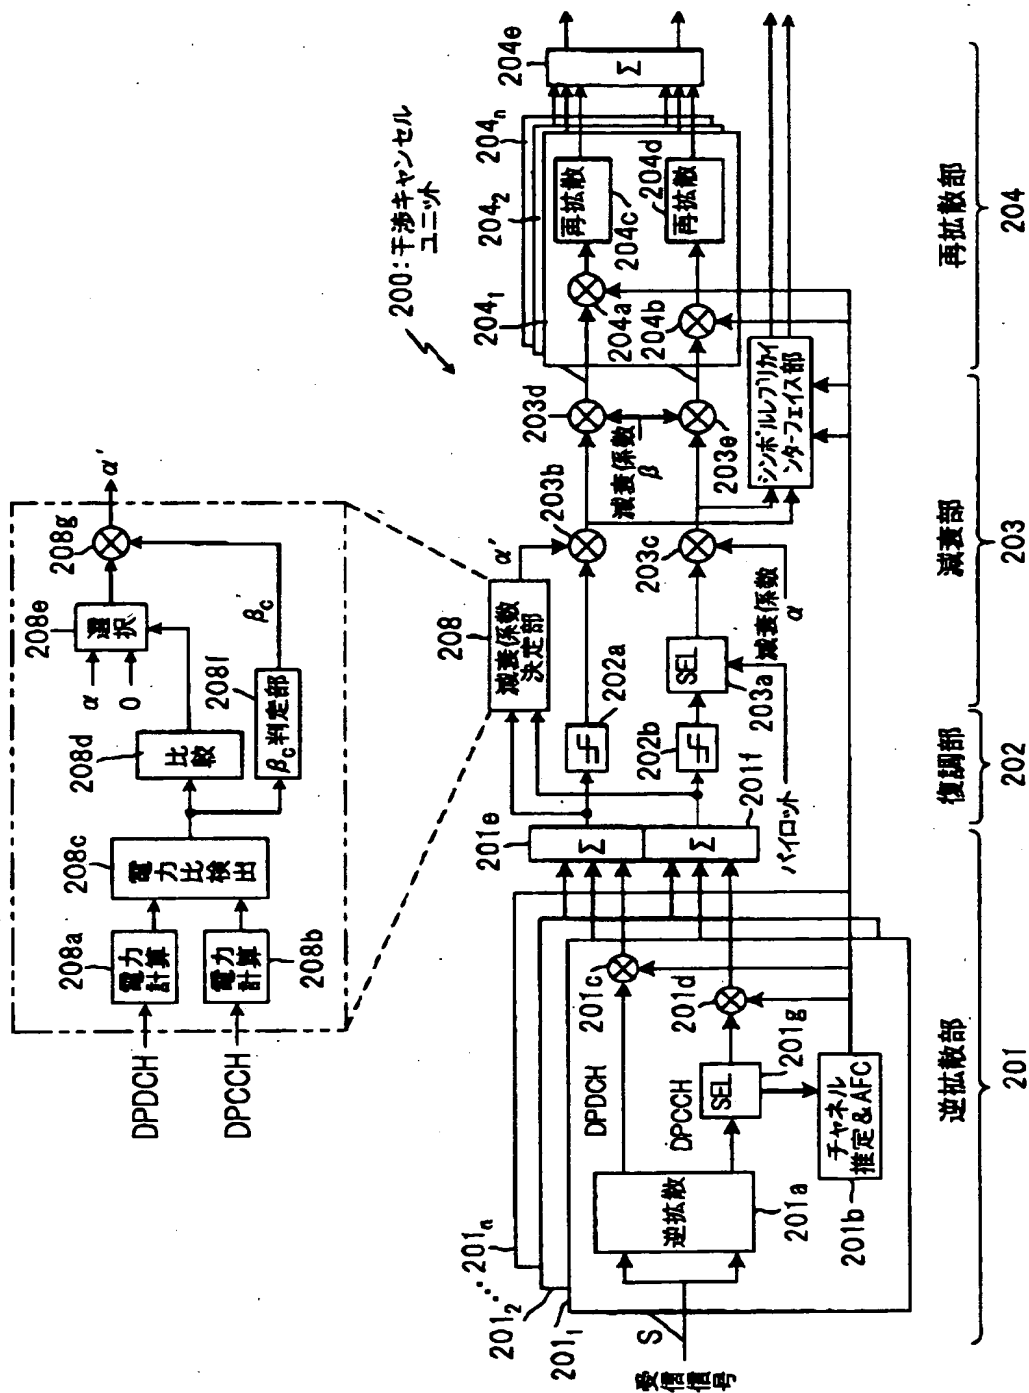 200:干渉キャンセル
ユニット
DPDCH
DPCCH
208a
電力
計算
208b
電力
計算
208c
電力比検出
208d
比較
208e
選択
α
0
208f
βc判定部
βc'
208g
α'
受信
信号
S
201₁
201₂
...
201n
逆拡散
201a
DPDCH
DPCCH
SEL
201g
チャネル
推定&AFC
201b
201c
201d
201e
Σ
Σ
201f
パイロット
202a
202b
208
減衰係数
決定部
α'
SEL
203a
減衰係数
α
203b
203c
減衰係数
β
203d
203e
シンボルレプリカイ
ンターフェイス部
204₁
204₂
204n
204a
204b
再拡散
204c
再拡散
204d
Σ
204e
逆拡散部
201
復調部
202
減衰部
203
再拡散部
204